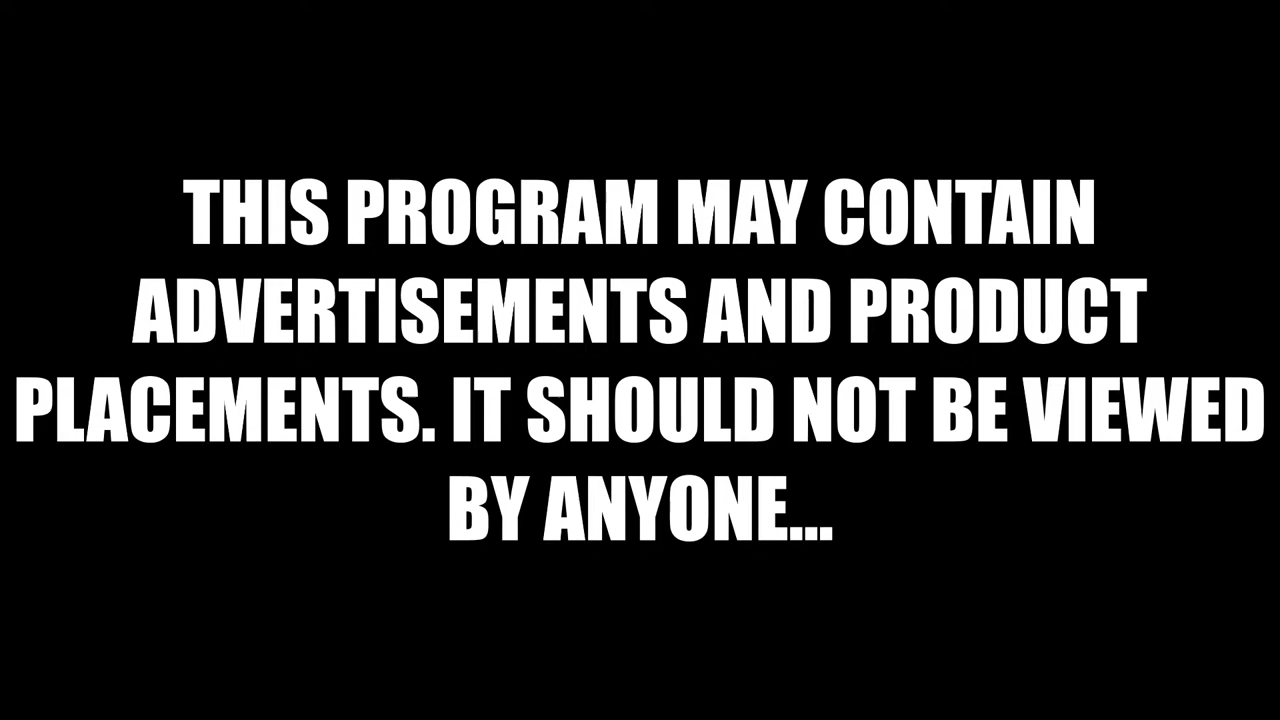 THIS PROGRAM MAY CONTAIN
ADVERTISEMENTS AND PRODUCT
PLACEMENTS. IT SHOULD NOT BE VIEWED
BY ANYONE...